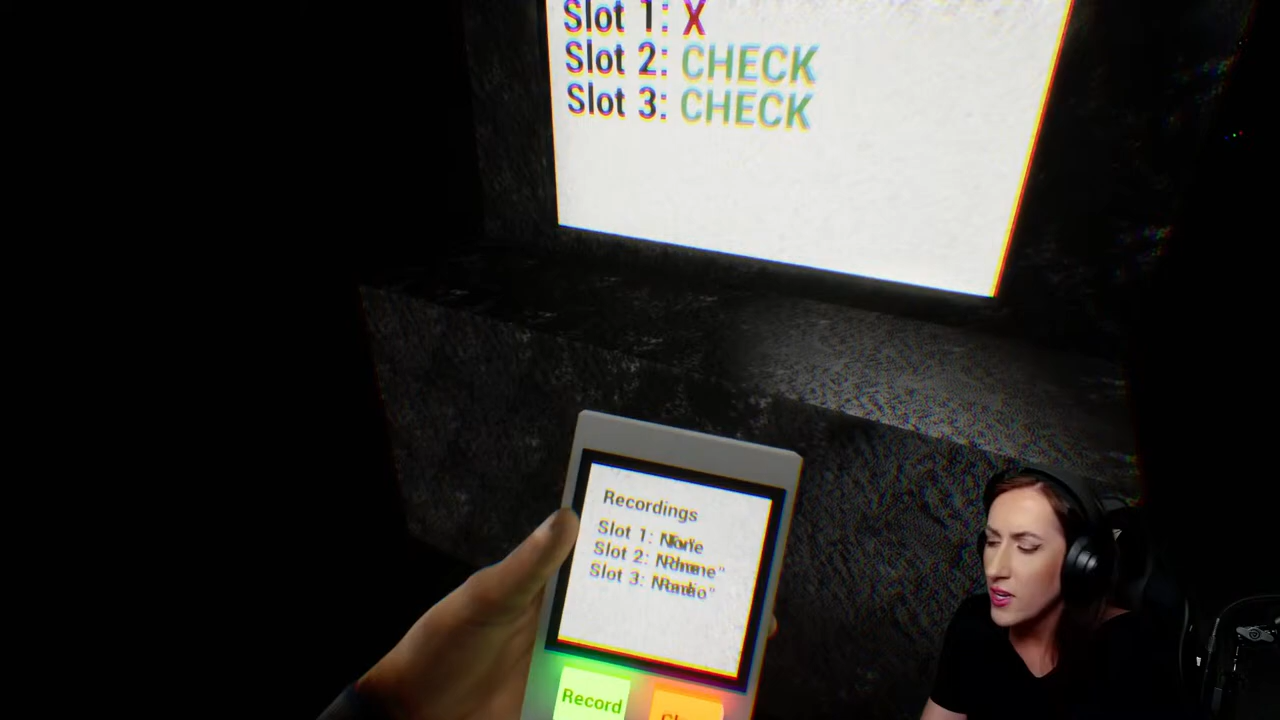 Slot 1: X
Slot 2: CHECK
Slot 3: CHECK
Recordings
Slot 1:
Slot 2:
Slot 3:
Record